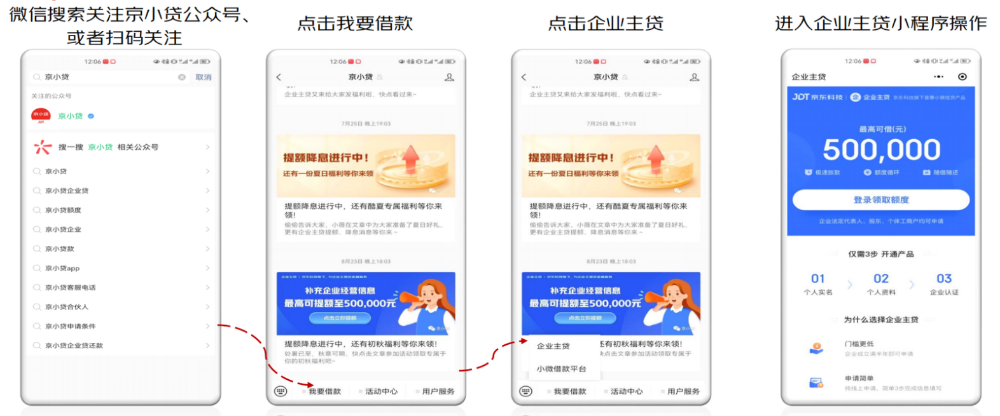 微信搜索关注京小贷公众号、
或者扫码关注
12:06
京小贷
取消
关注的公众号
京小贷
京小贷
搜一搜 京小贷 相关公众号
京小贷
京小贷企业贷
京小贷额度
京小贷企业
京小贷款
京小贷app
京小贷客服电话
京小贷合伙人
京小贷申请条件
京小贷企业贷还款
点击我要借款
12:06
京小贷
企业主贷又来给大家发福利啦，快点看过来~
7月25日 晚上19:03
提额降息进行中！
还有一份夏日福利等你来领
提额降息进行中，还有酷夏专属福利等你来
领！
偷偷告诉大家，小薇在文章中为大家准备了夏日好礼，
更有企业主贷提额、降息消息等你来~
8月23日 晚上18:03
补充企业经营信息
最高可提额至500,000元
点击立即提额
提额降息进行中，还有初秋福利等你来领！
处暑已至，秋意可期，快点击文章参加活动领取专属于
你的初秋福利吧~
我要借款
活动中心
用户服务
点击企业主贷
12:06
京小贷
企业主贷又来给大家发福利啦，快点看过来~
7月25日 晚上19:03
提额降息进行中！
还有一份夏日福利等你来领
提额降息进行中，还有酷夏专属福利等你来
领！
偷偷告诉大家，小薇在文章中为大家准备了夏日好礼，
更有企业主贷提额、降息消息等你来~
8月23日 晚上18:03
补充企业经营信息
最高可提额至500,000元
点击立即提额
企业主贷
还有初秋福利等你来领！
快点击文章参加活动领取专属于
小微借款平台
我要借款
活动中心
用户服务
进入企业主贷小程序操作
12:06
企业主贷
JDT 京东科技 企 企业主贷 京东科技旗下普惠小微信贷产品
最高可借(元)
500,000
极速放款
额度循环
随借随还
登录领取额度
企业法定代表人、股东、个体工商户均可申请
仅需3步 开通产品
01
02
03
个人实名
个人资料
企业认证
为什么选择企业主贷
门槛更低
企业成立满半年即可申请
申请简单
纯线上申请，简单3步完成信息填写